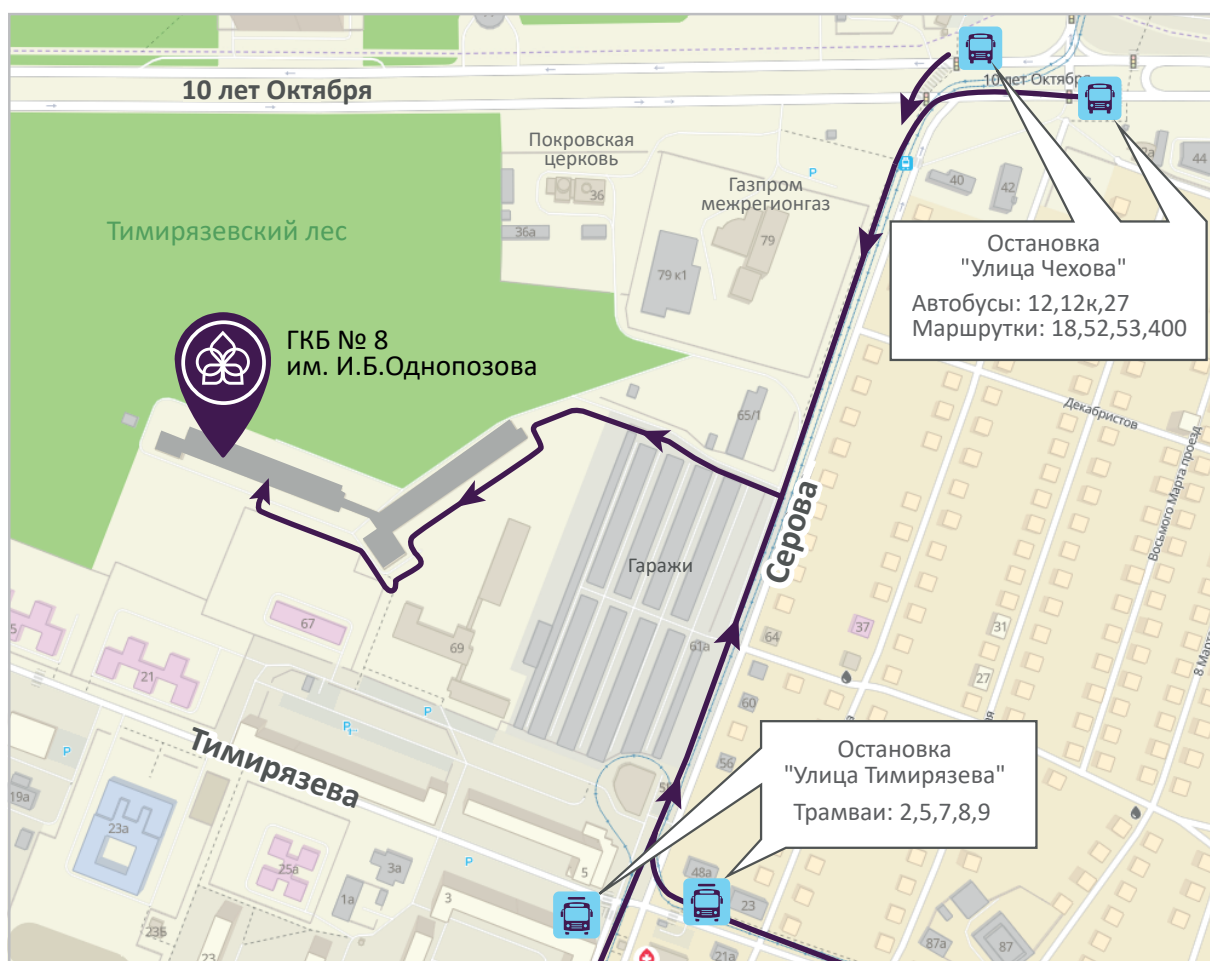 10 лет Октября
10 лет Октября
Покровская
церковь
36
36а
Р
Газпром
межрегионгаз
79
79 к1
40
42
44
Тимирязевский лес
Остановка
"Улица Чехова"
Автобусы: 12,12к,27
Маршрутки: 18,52,53,400
ГКБ № 8
им. И.Б.Однопозова
65/1
Декабристов
Восьмого Марта проезд
Серова
Гаражи
67
69
61а
64
37
31
27
8 Марта
21
60
56
Р
Р
Р
Тимирязева
Остановка
"Улица Тимирязева"
Трамваи: 2,5,7,8,9
19а
23а
25а
3а
1а
Р
5
3
48а
23
23Б
23
21а
87а
87